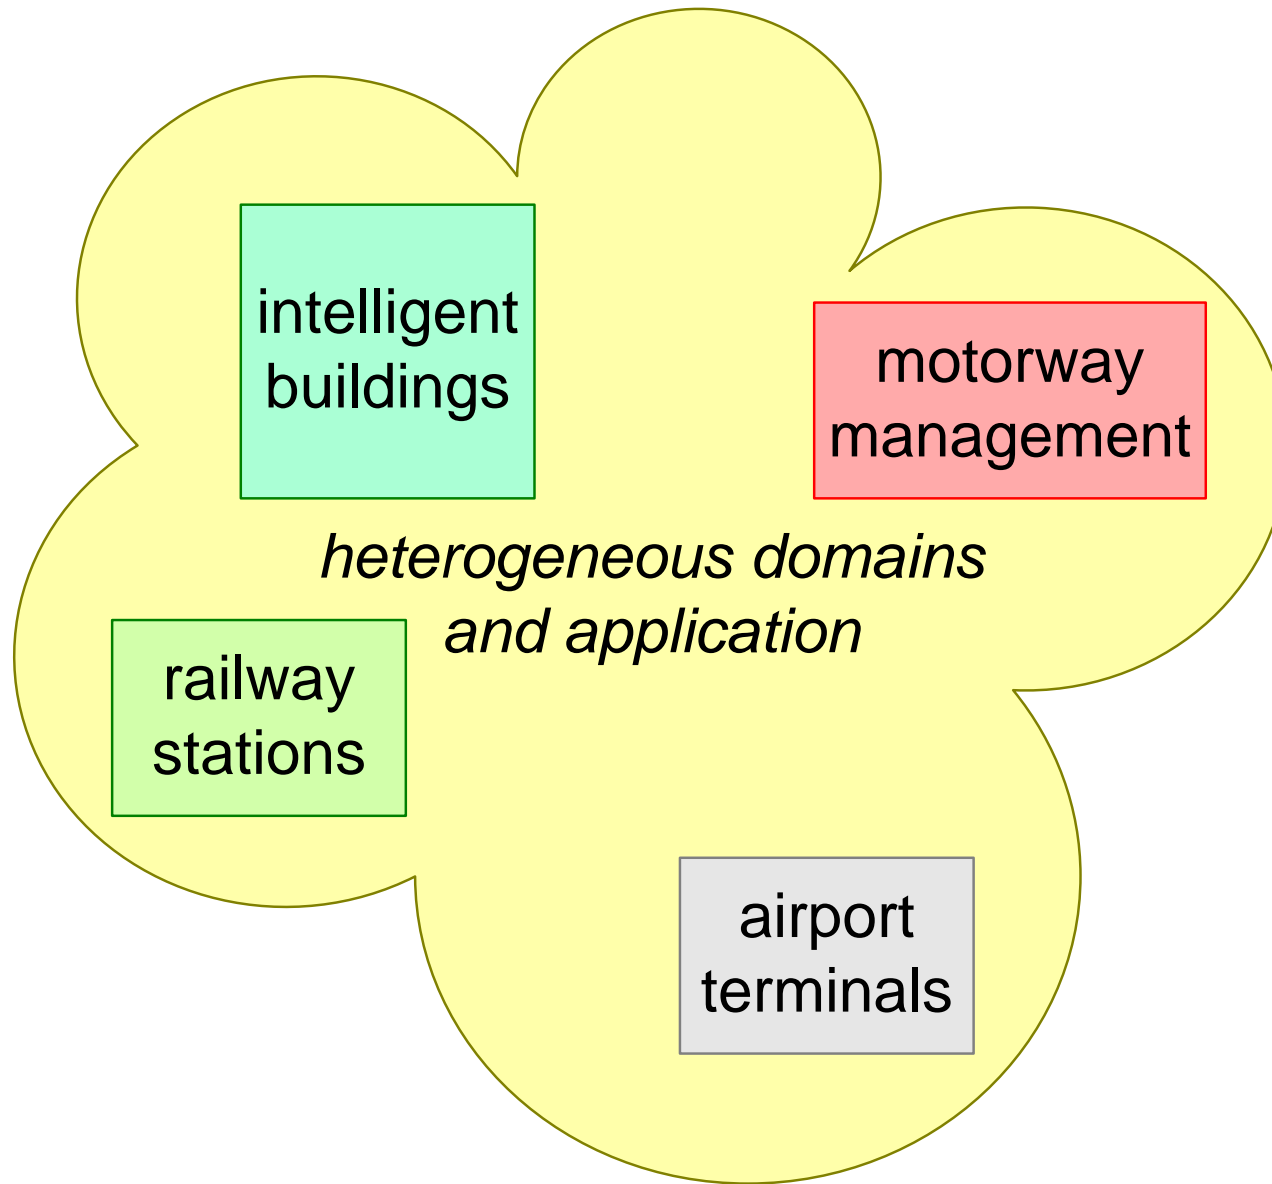 intelligent
buildings
motorway
management
heterogeneous domains
and application
railway
stations
airport
terminals